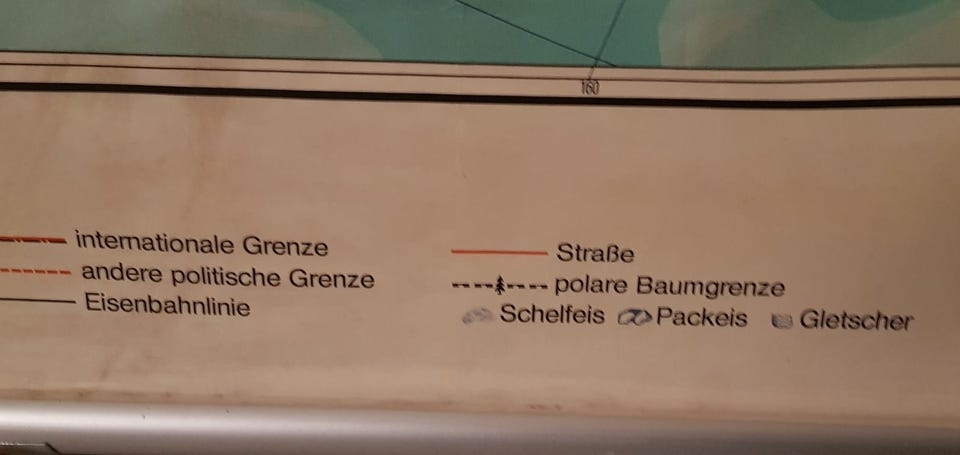 160
internationale Grenze
andere politische Grenze
Eisenbahnlinie
Straße
polare Baumgrenze
Schelfeis Packeis Gletscher